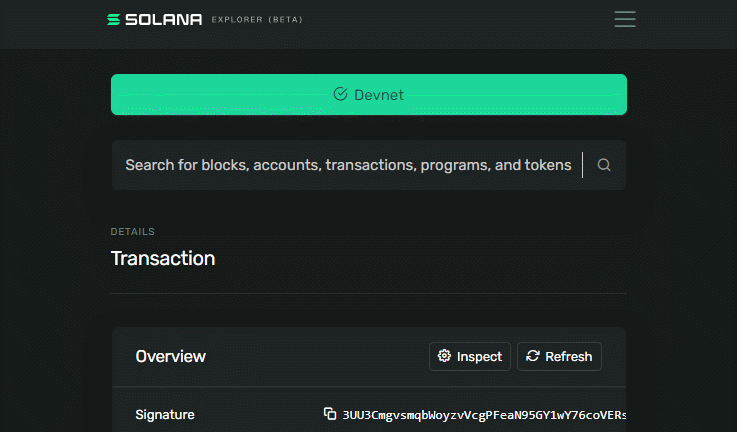 SOLANA EXPLORER (BETA)
Devnet
Search for blocks, accounts, transactions, programs, and tokens
DETAILS
Transaction
Overview
Inspect
Refresh
Signature
3UU3CmgvsmqbWoyzvVcgPFeaN95GY1wY76coVERs